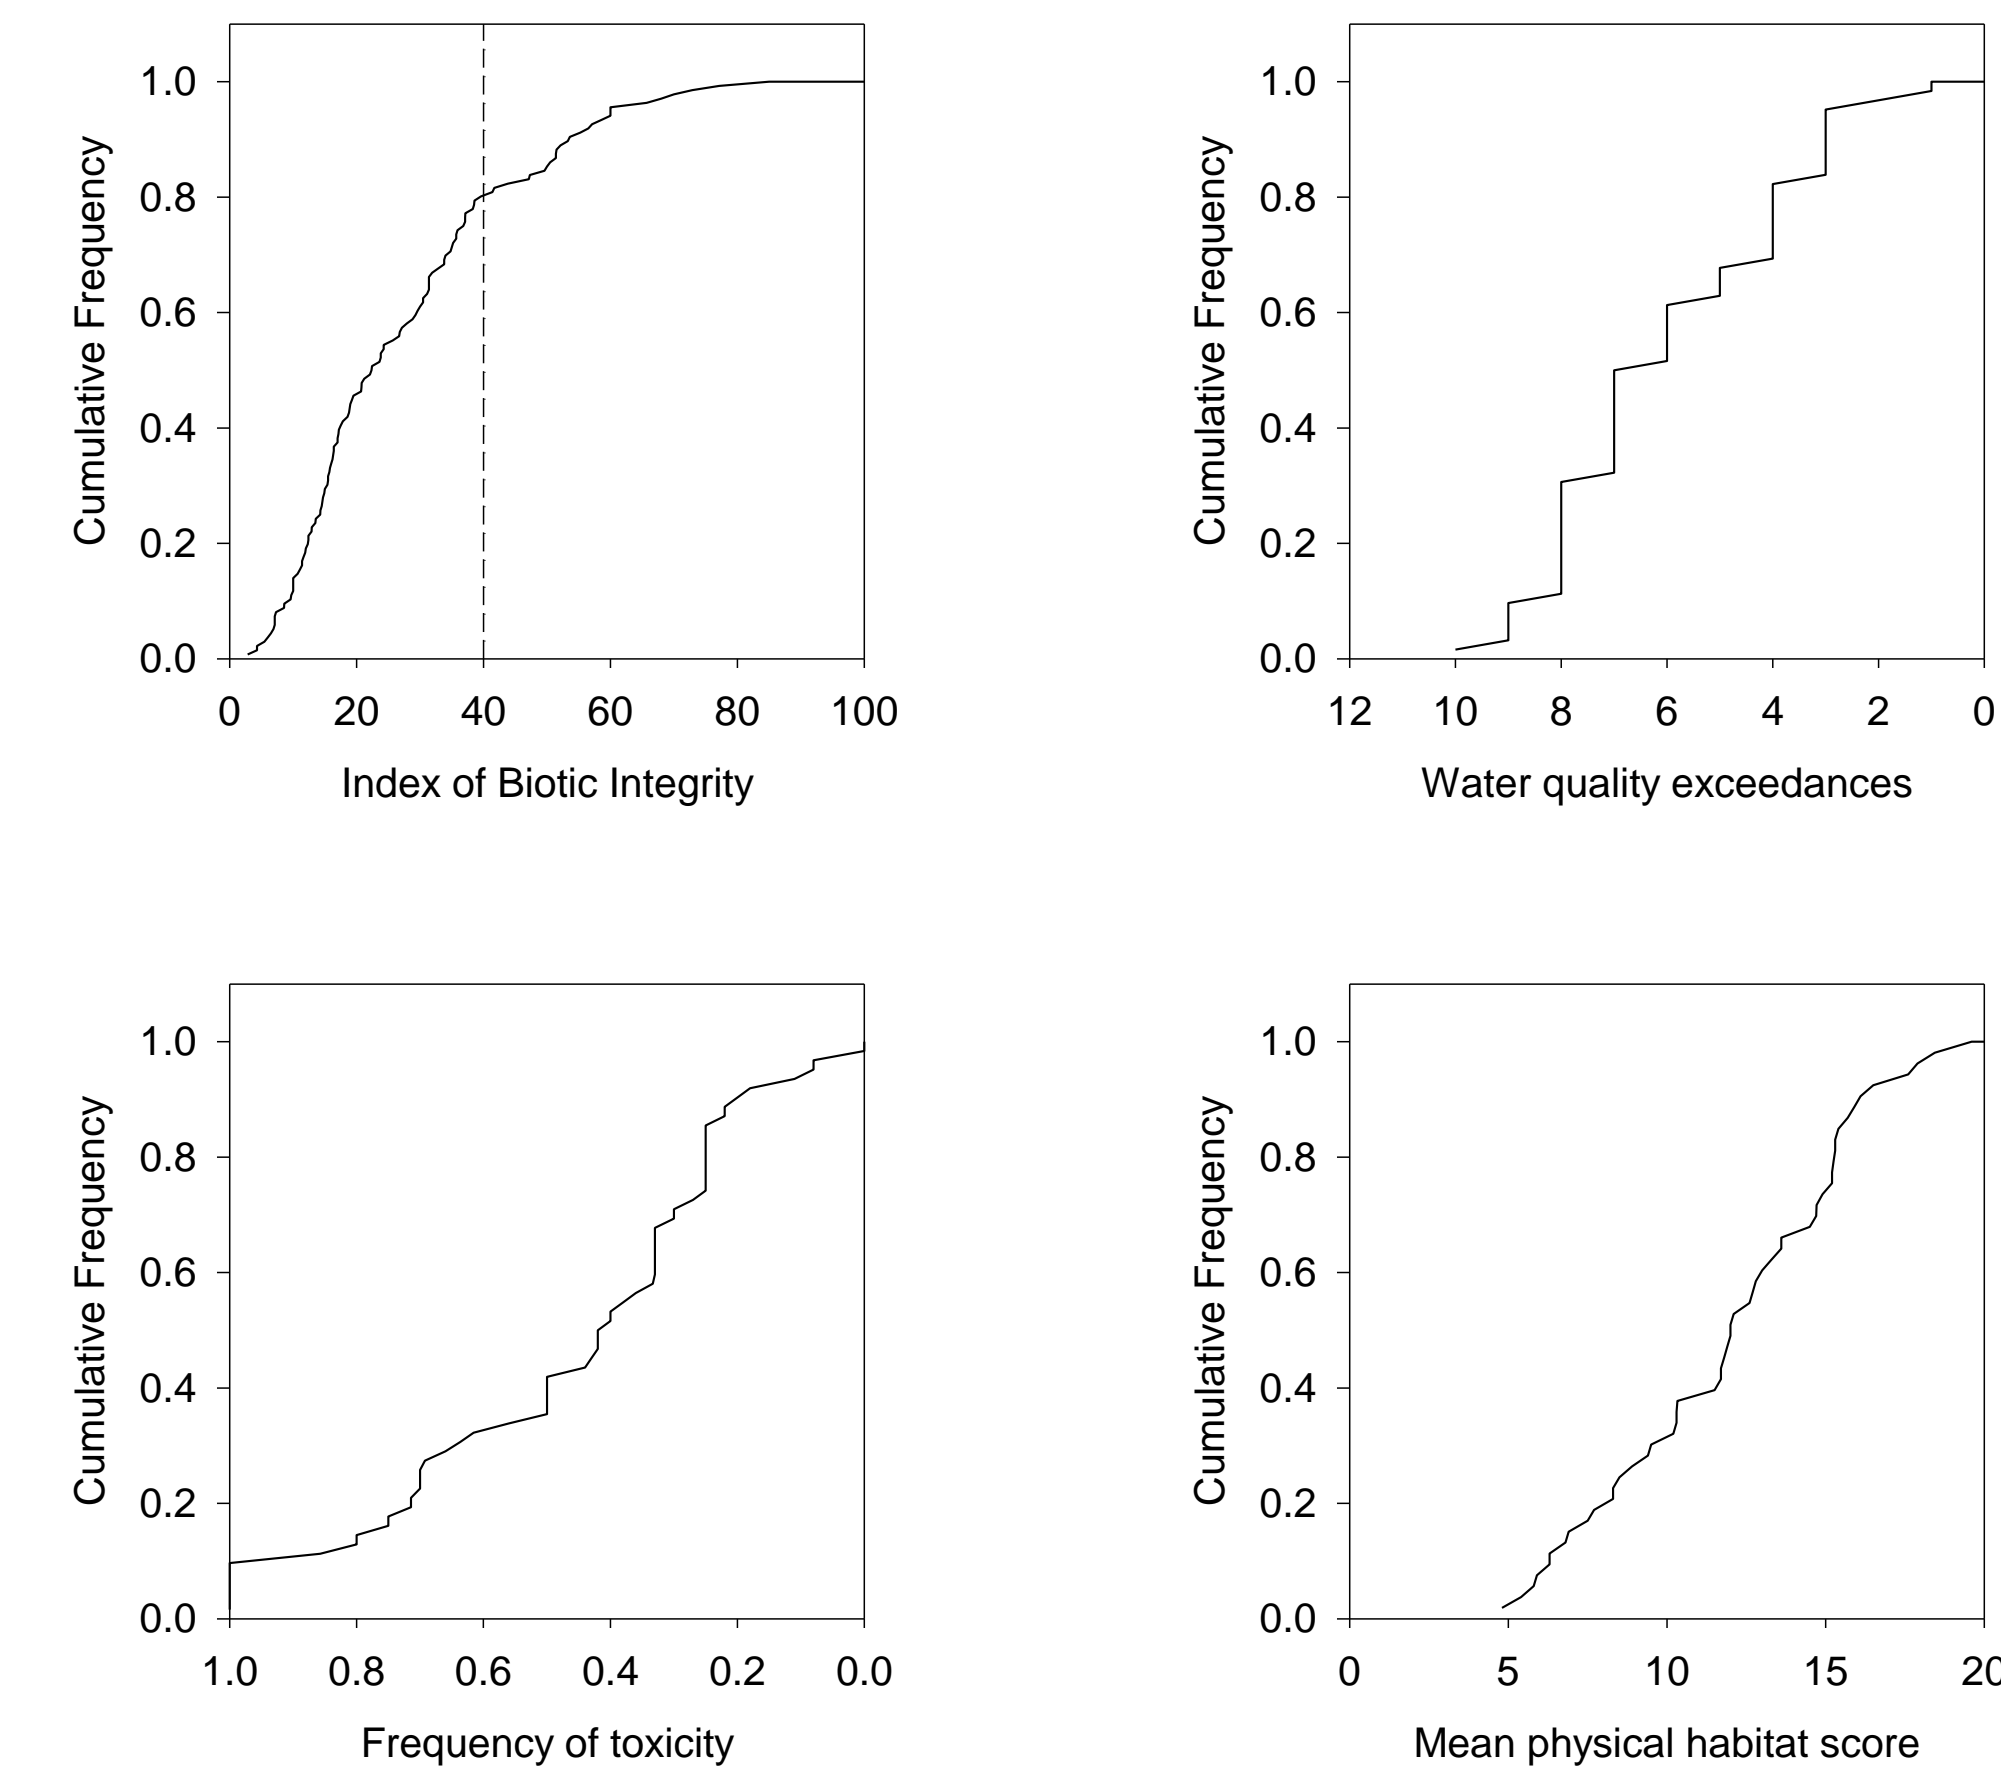 1.0
0.8
0.6
0.4
0.2
0.0
Cumulative Frequency
0 20 40 60 80 100
Index of Biotic Integrity
1.0
0.8
0.6
0.4
0.2
0.0
Cumulative Frequency
12 10 8 6 4 2 0
Water quality exceedances
1.0
0.8
0.6
0.4
0.2
0.0
Cumulative Frequency
1.0 0.8 0.6 0.4 0.2 0.0
Frequency of toxicity
1.0
0.8
0.6
0.4
0.2
0.0
Cumulative Frequency
0 5 10 15 20
Mean physical habitat score